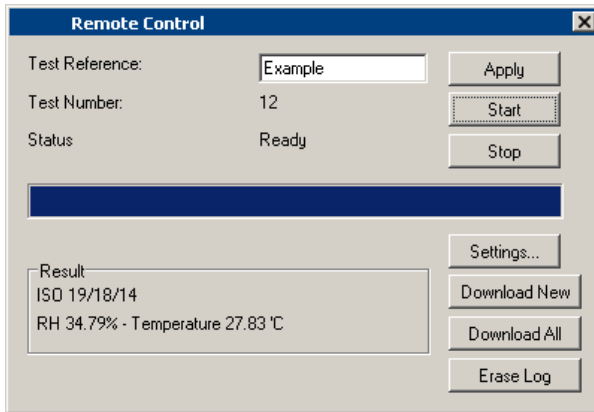 Remote Control
Test Reference: Example Apply
Test Number: 12 Start
Status Ready Stop
Settings...
Result
ISO 19/18/14
RH 34.79% - Temperature 27.83 'C
Download New
Download All
Erase Log